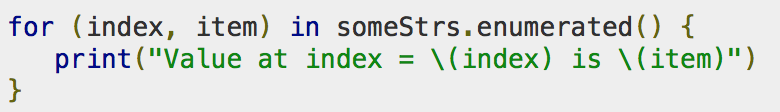 for (index, item) in someStrs.enumerated() {
   print("Value at index = \(index) is \(item)")
}